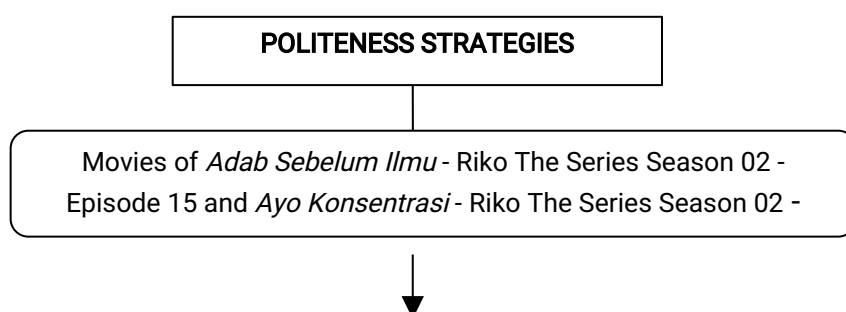 POLITENESS STRATEGIES
Movies of Adab Sebelum Ilmu - Riko The Series Season 02 -
Episode 15 and Ayo Konsentrasi - Riko The Series Season 02 -